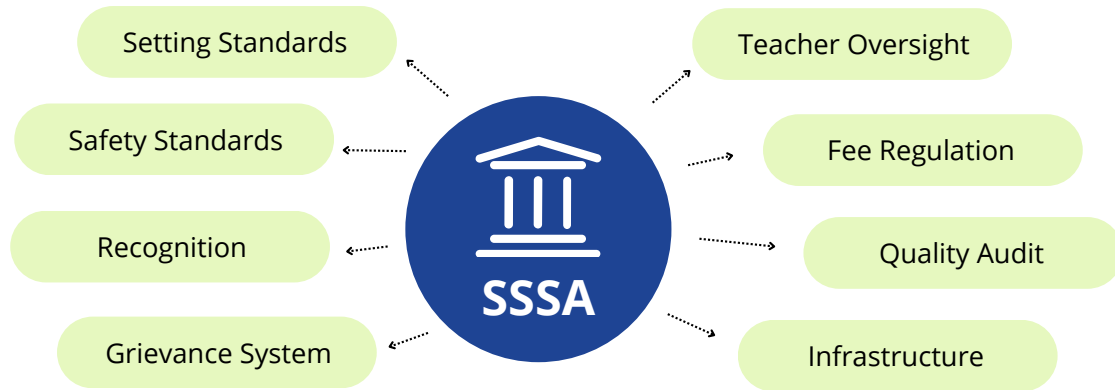 Setting Standards
Safety Standards
Recognition
Grievance System
SSSA
Teacher Oversight
Fee Regulation
Quality Audit
Infrastructure